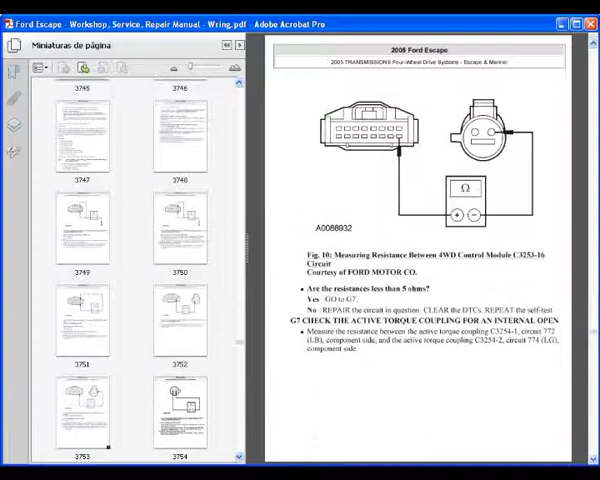 Ford Escape - Workshop, Service, Repair Manual - Wring.pdf - Adobe Acrobat Pro
Miniaturas de página
3745
3746
3747
3748
3749
3750
3751
3752
3753
3754
2005 Ford Escape
2005 TRANSMISSIONS Four-Wheel Drive Systems - Escape & Mariner
Ω
+ -
A0088932
Fig. 10: Measuring Resistance Between 4WD Control Module C3253-16
Circuit
Courtesy of FORD MOTOR CO.
• Are the resistances less than 5 ohms?
Yes : GO to G7.
No : REPAIR the circuit in question. CLEAR the DTCs. REPEAT the self-test.
G7 CHECK THE ACTIVE TORQUE COUPLING FOR AN INTERNAL OPEN
• Measure the resistance between the active torque coupling C3254-1, circuit 772
(LB), component side, and the active torque coupling C3254-2, circuit 774 (LG),
component side.